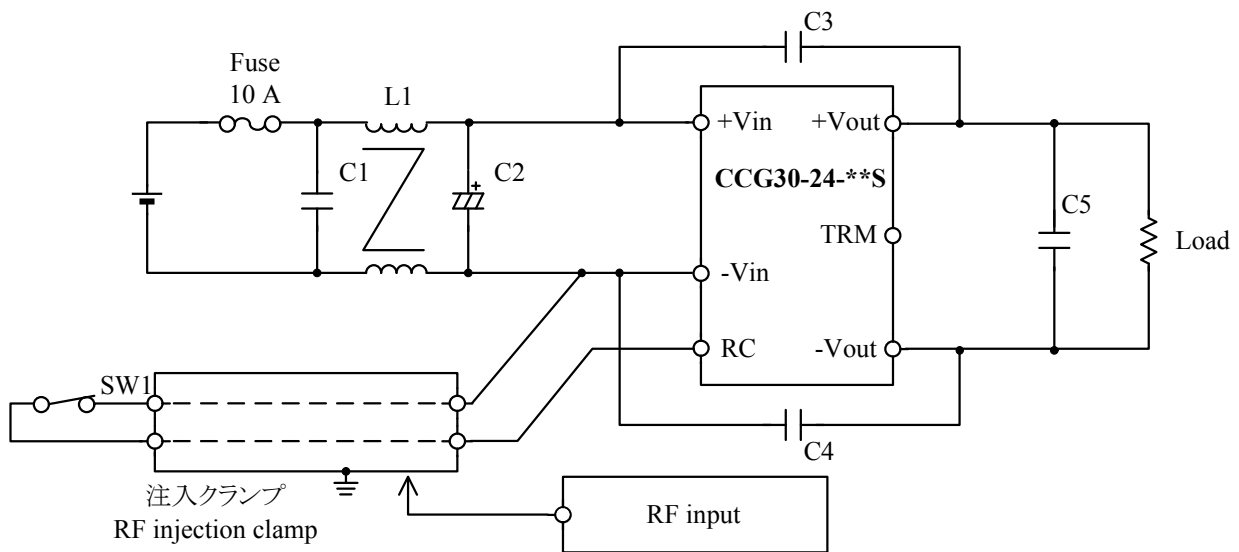 C3
Fuse
10 A
L1
+Vin
+Vout
C1
C2
CCG30-24-**S
C5
TRM
Load
-Vin
RC
-Vout
SW1
C4
注入クランプ
RF injection clamp
RF input
+